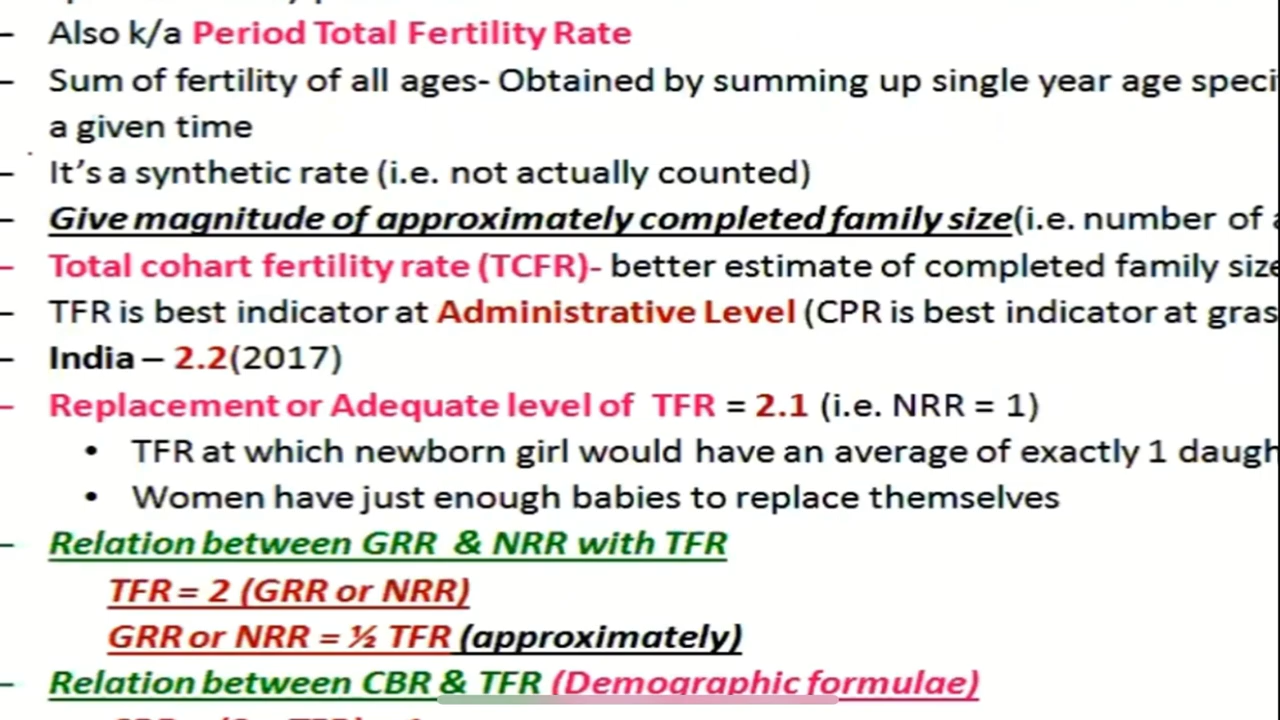 – Also k/a Period Total Fertility Rate
– Sum of fertility of all ages- Obtained by summing up single year age
a given time
– It's a synthetic rate (i.e. not actually counted)
– Give magnitude of approximately completed family size(i.e. number of
– Total cohart fertility rate (TCFR)- better estimate of completed family size
– TFR is best indicator at Administrative Level (CPR is best indicator at
– India – 2.2(2017)
– Replacement or Adequate level of TFR = 2.1 (i.e. NRR = 1)
• TFR at which newborn girl would have an average of exactly 1
• Women have just enough babies to replace themselves
– Relation between GRR & NRR with TFR
TFR = 2 (GRR or NRR)
GRR or NRR = ½ TFR (approximately)
– Relation between CBR & TFR (Demographic formulae)